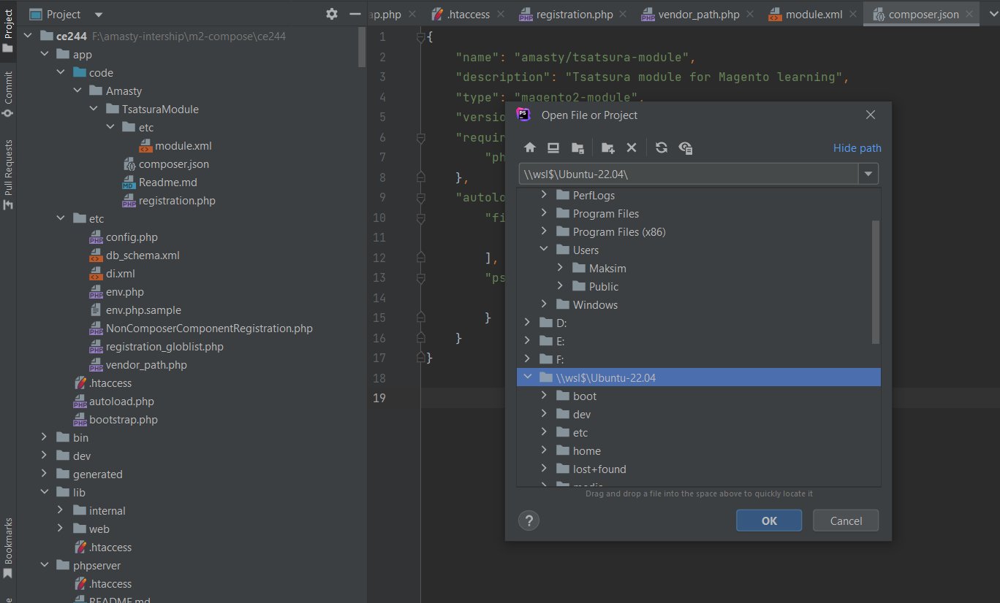 Project
Commit
Pull Requests
Bookmarks
Project
ce244 F:\amasty-intership\m2-compose\ce244
app
code
Amasty
TsatsuraModule
etc
module.xml
composer.json
Readme.md
registration.php
etc
config.php
db_schema.xml
di.xml
env.php
env.php.sample
NonComposerComponentRegistration.php
registration_globlist.php
vendor_path.php
.htaccess
autoload.php
bootstrap.php
bin
dev
generated
lib
internal
web
.htaccess
phpserver
.htaccess
README.md
ap.php .htaccess registration.php vendor_path.php module.xml composer.json
1 {
2 "name": "amasty/tsatsura-module",
3 "description": "Tsatsura module for Magento learning",
4 "type": "magento2-module",
5 "versio
6 "requir
7 "ph
8 },
9 "autolo
10 "fi
11
12 ],
13 "ps
14
15 }
16 }
17 }
18
19
PS Open File or Project
Hide path
\\wsl$\Ubuntu-22.04\
PerfLogs
Program Files
Program Files (x86)
Users
Maksim
Public
Windows
D:
E:
F:
\\wsl$\Ubuntu-22.04
boot
dev
etc
home
lost+found
media
Drag and drop a file into the space above to quickly locate it
? OK Cancel